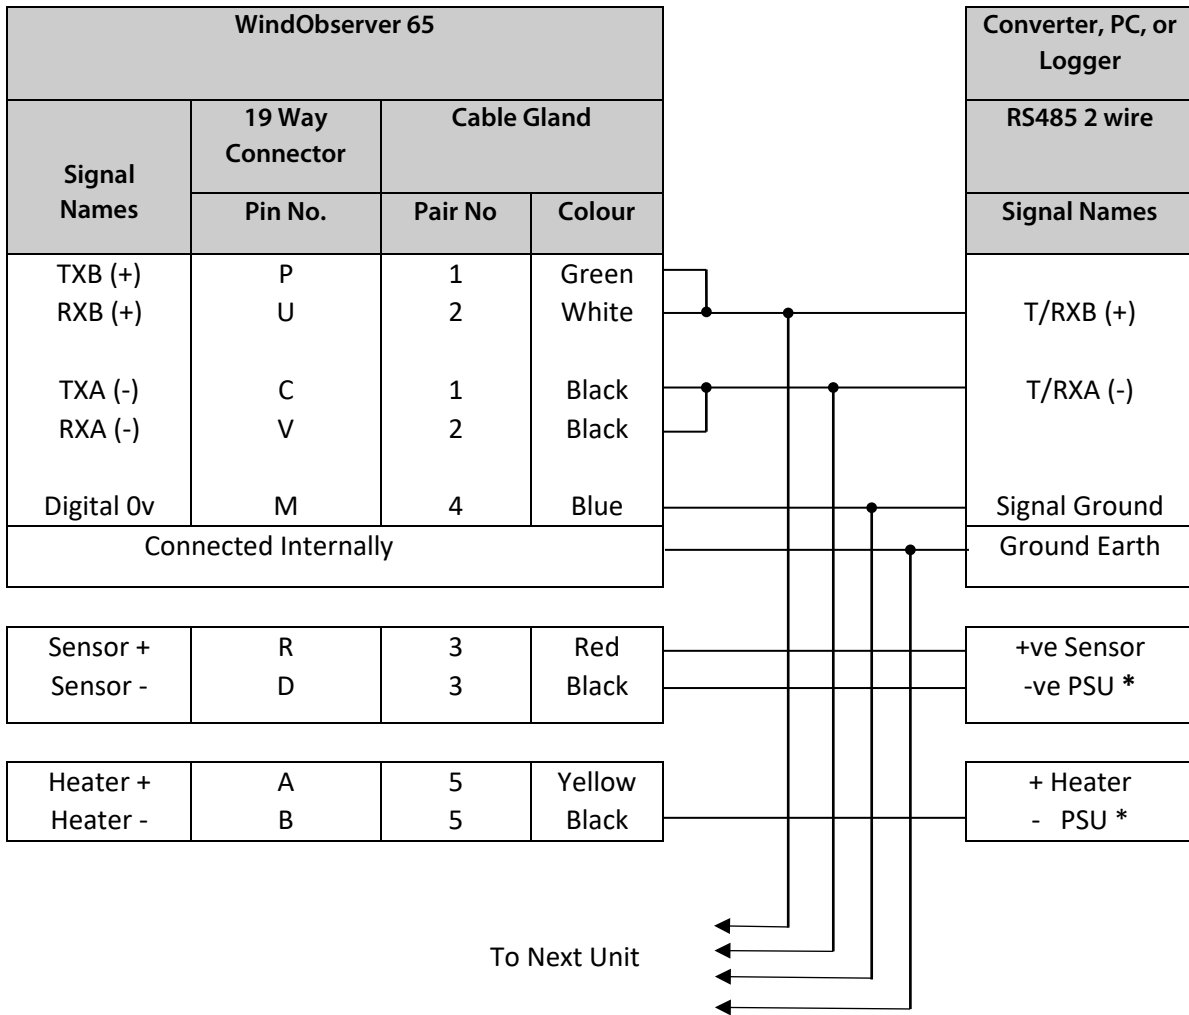 WindObserver 65
Converter, PC, or
Logger
Signal
Names
19 Way
Connector
Cable Gland
RS485 2 wire
Pin No.
Pair No
Colour
Signal Names
TXB (+) P 1 Green
RXB (+) U 2 White T/RXB (+)
TXA (-) C 1 Black T/RXA (-)
RXA (-) V 2 Black
Digital 0v M 4 Blue Signal Ground
Connected Internally Ground Earth
Sensor + R 3 Red +ve Sensor
Sensor - D 3 Black -ve PSU *
Heater + A 5 Yellow + Heater
Heater - B 5 Black - PSU *
To Next Unit